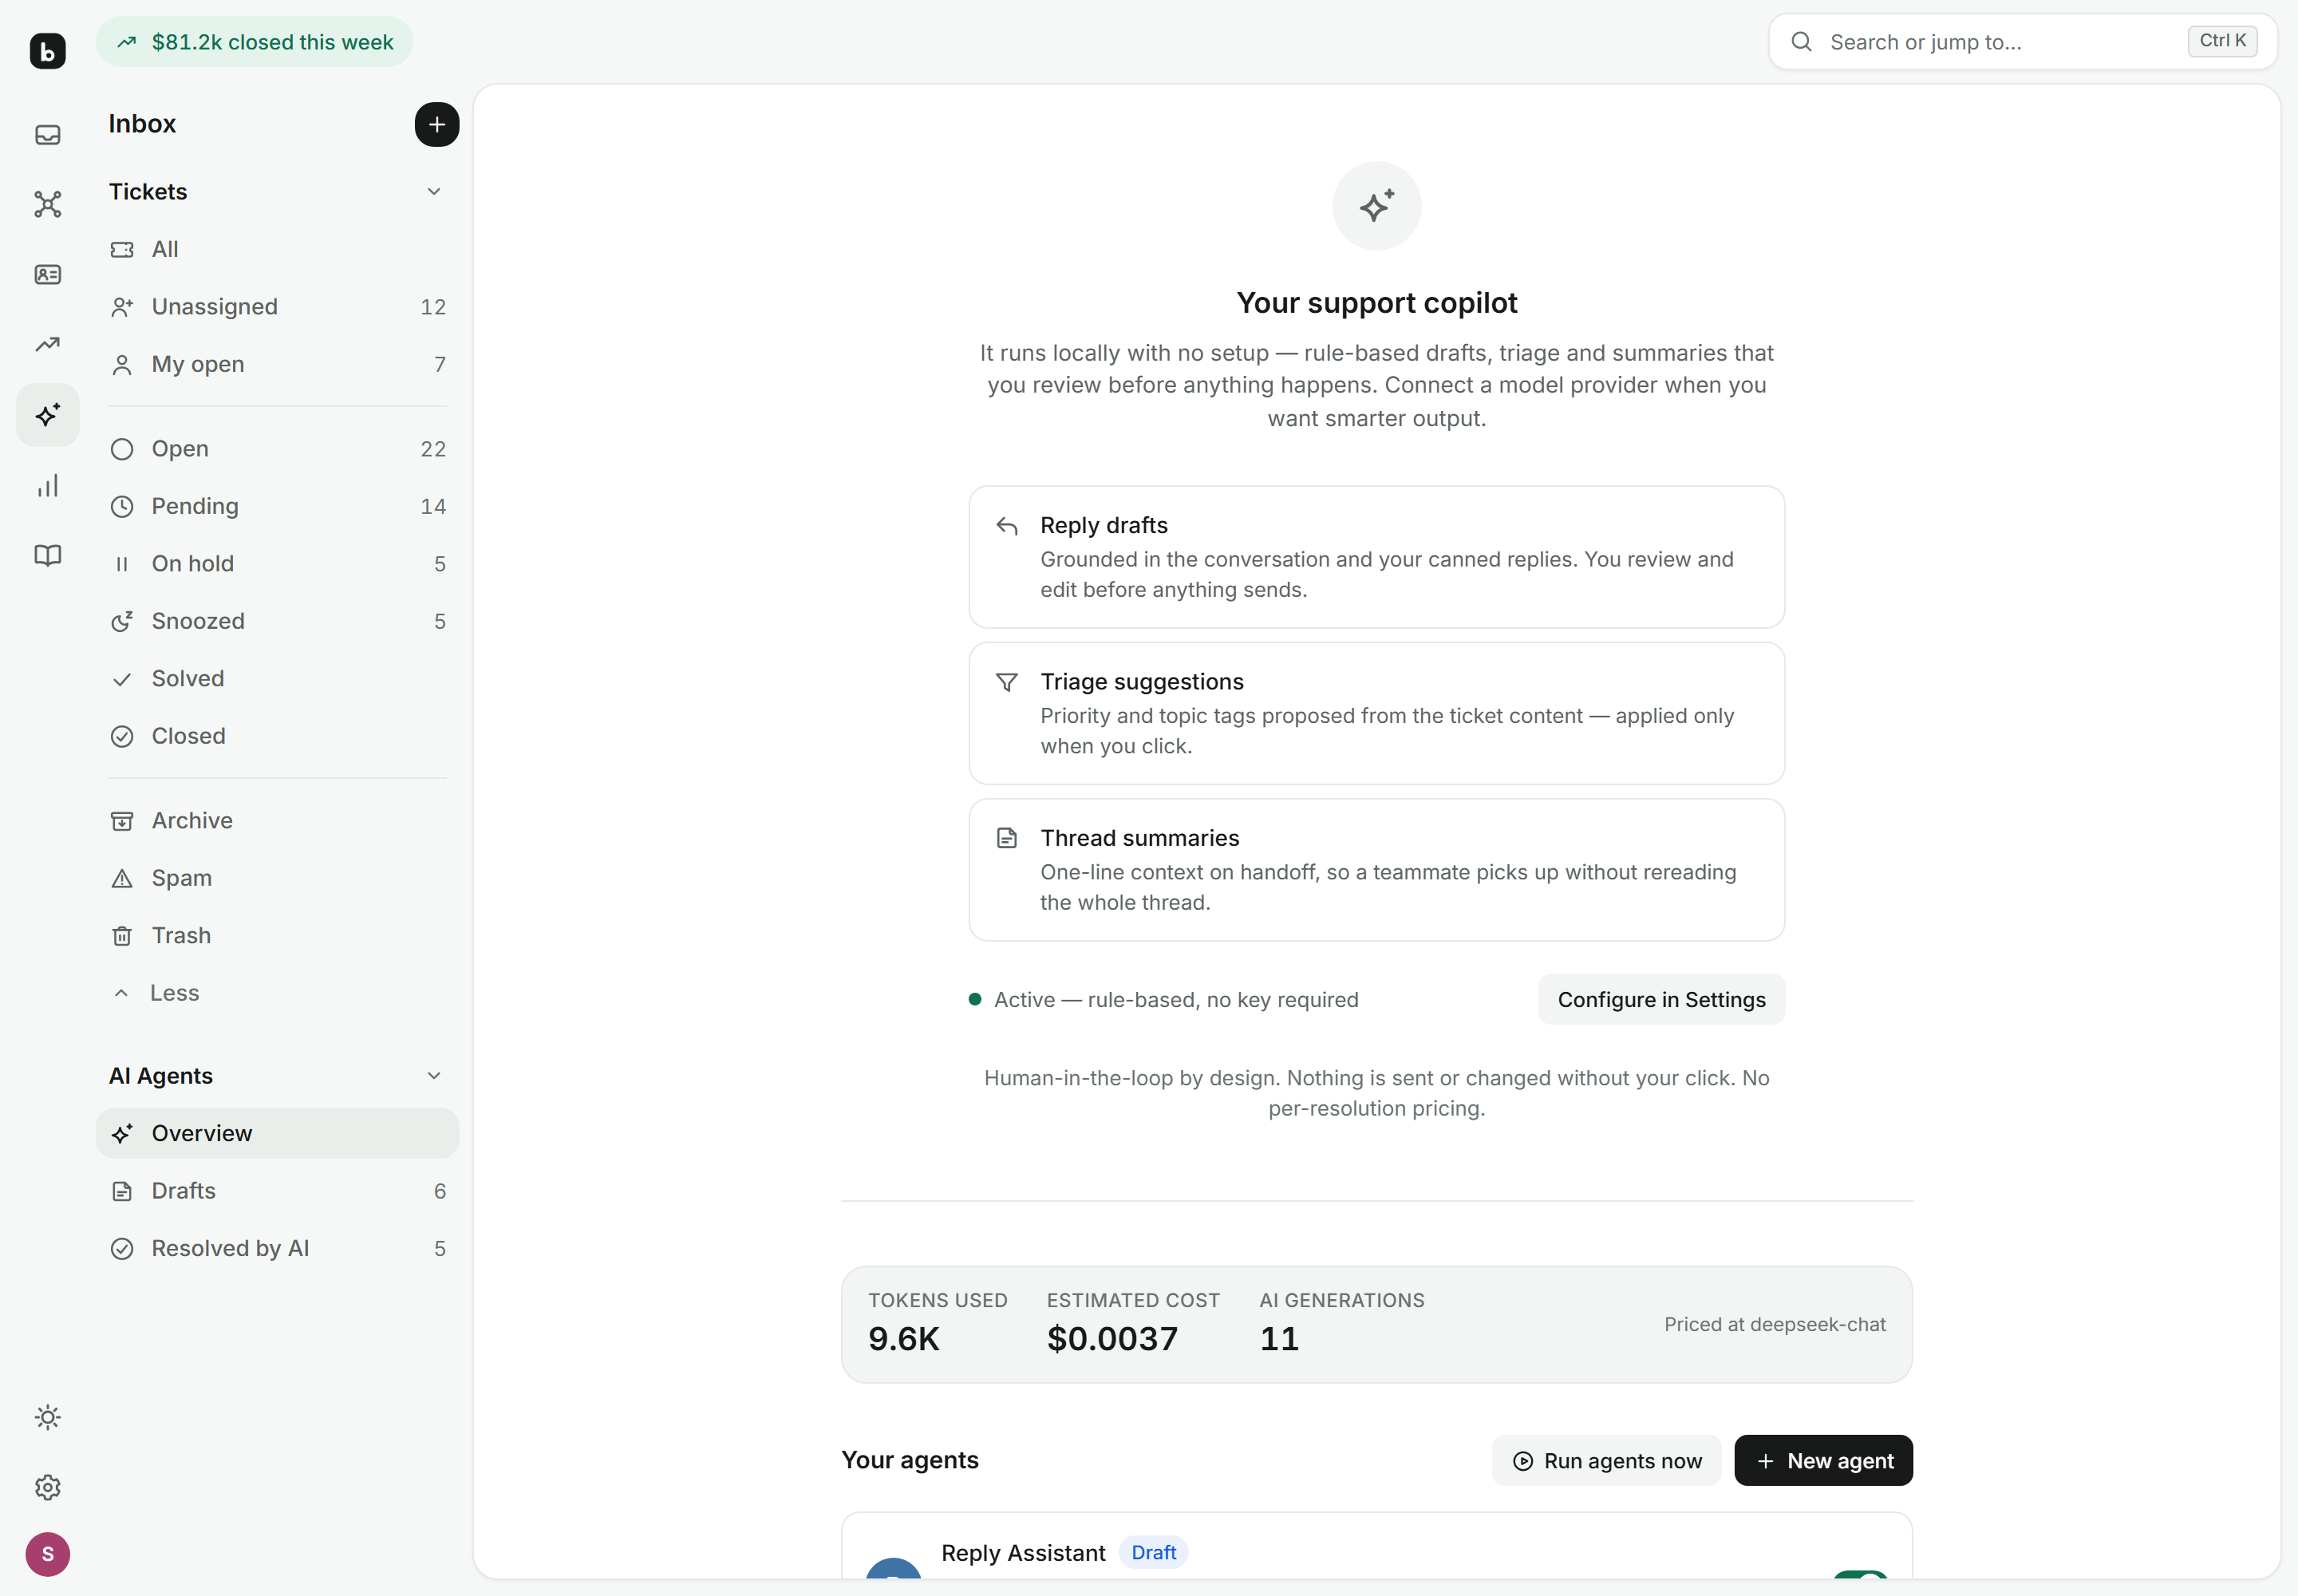 b
$81.2k closed this week
Search or jump to...
Ctrl K
Inbox
Tickets
All
Unassigned 12
My open 7
Open 22
Pending 14
On hold 5
Snoozed 5
Solved
Closed
Archive
Spam
Trash
Less
AI Agents
Overview
Drafts 6
Resolved by AI 5
S
Your support copilot
It runs locally with no setup — rule-based drafts, triage and summaries that
you review before anything happens. Connect a model provider when you
want smarter output.
Reply drafts
Grounded in the conversation and your canned replies. You review and
edit before anything sends.
Triage suggestions
Priority and topic tags proposed from the ticket content — applied only
when you click.
Thread summaries
One-line context on handoff, so a teammate picks up without rereading
the whole thread.
Active — rule-based, no key required
Configure in Settings
Human-in-the-loop by design. Nothing is sent or changed without your click. No
per-resolution pricing.
TOKENS USED ESTIMATED COST AI GENERATIONS
9.6K $0.0037 11
Priced at deepseek-chat
Your agents
Run agents now
New agent
Reply Assistant Draft